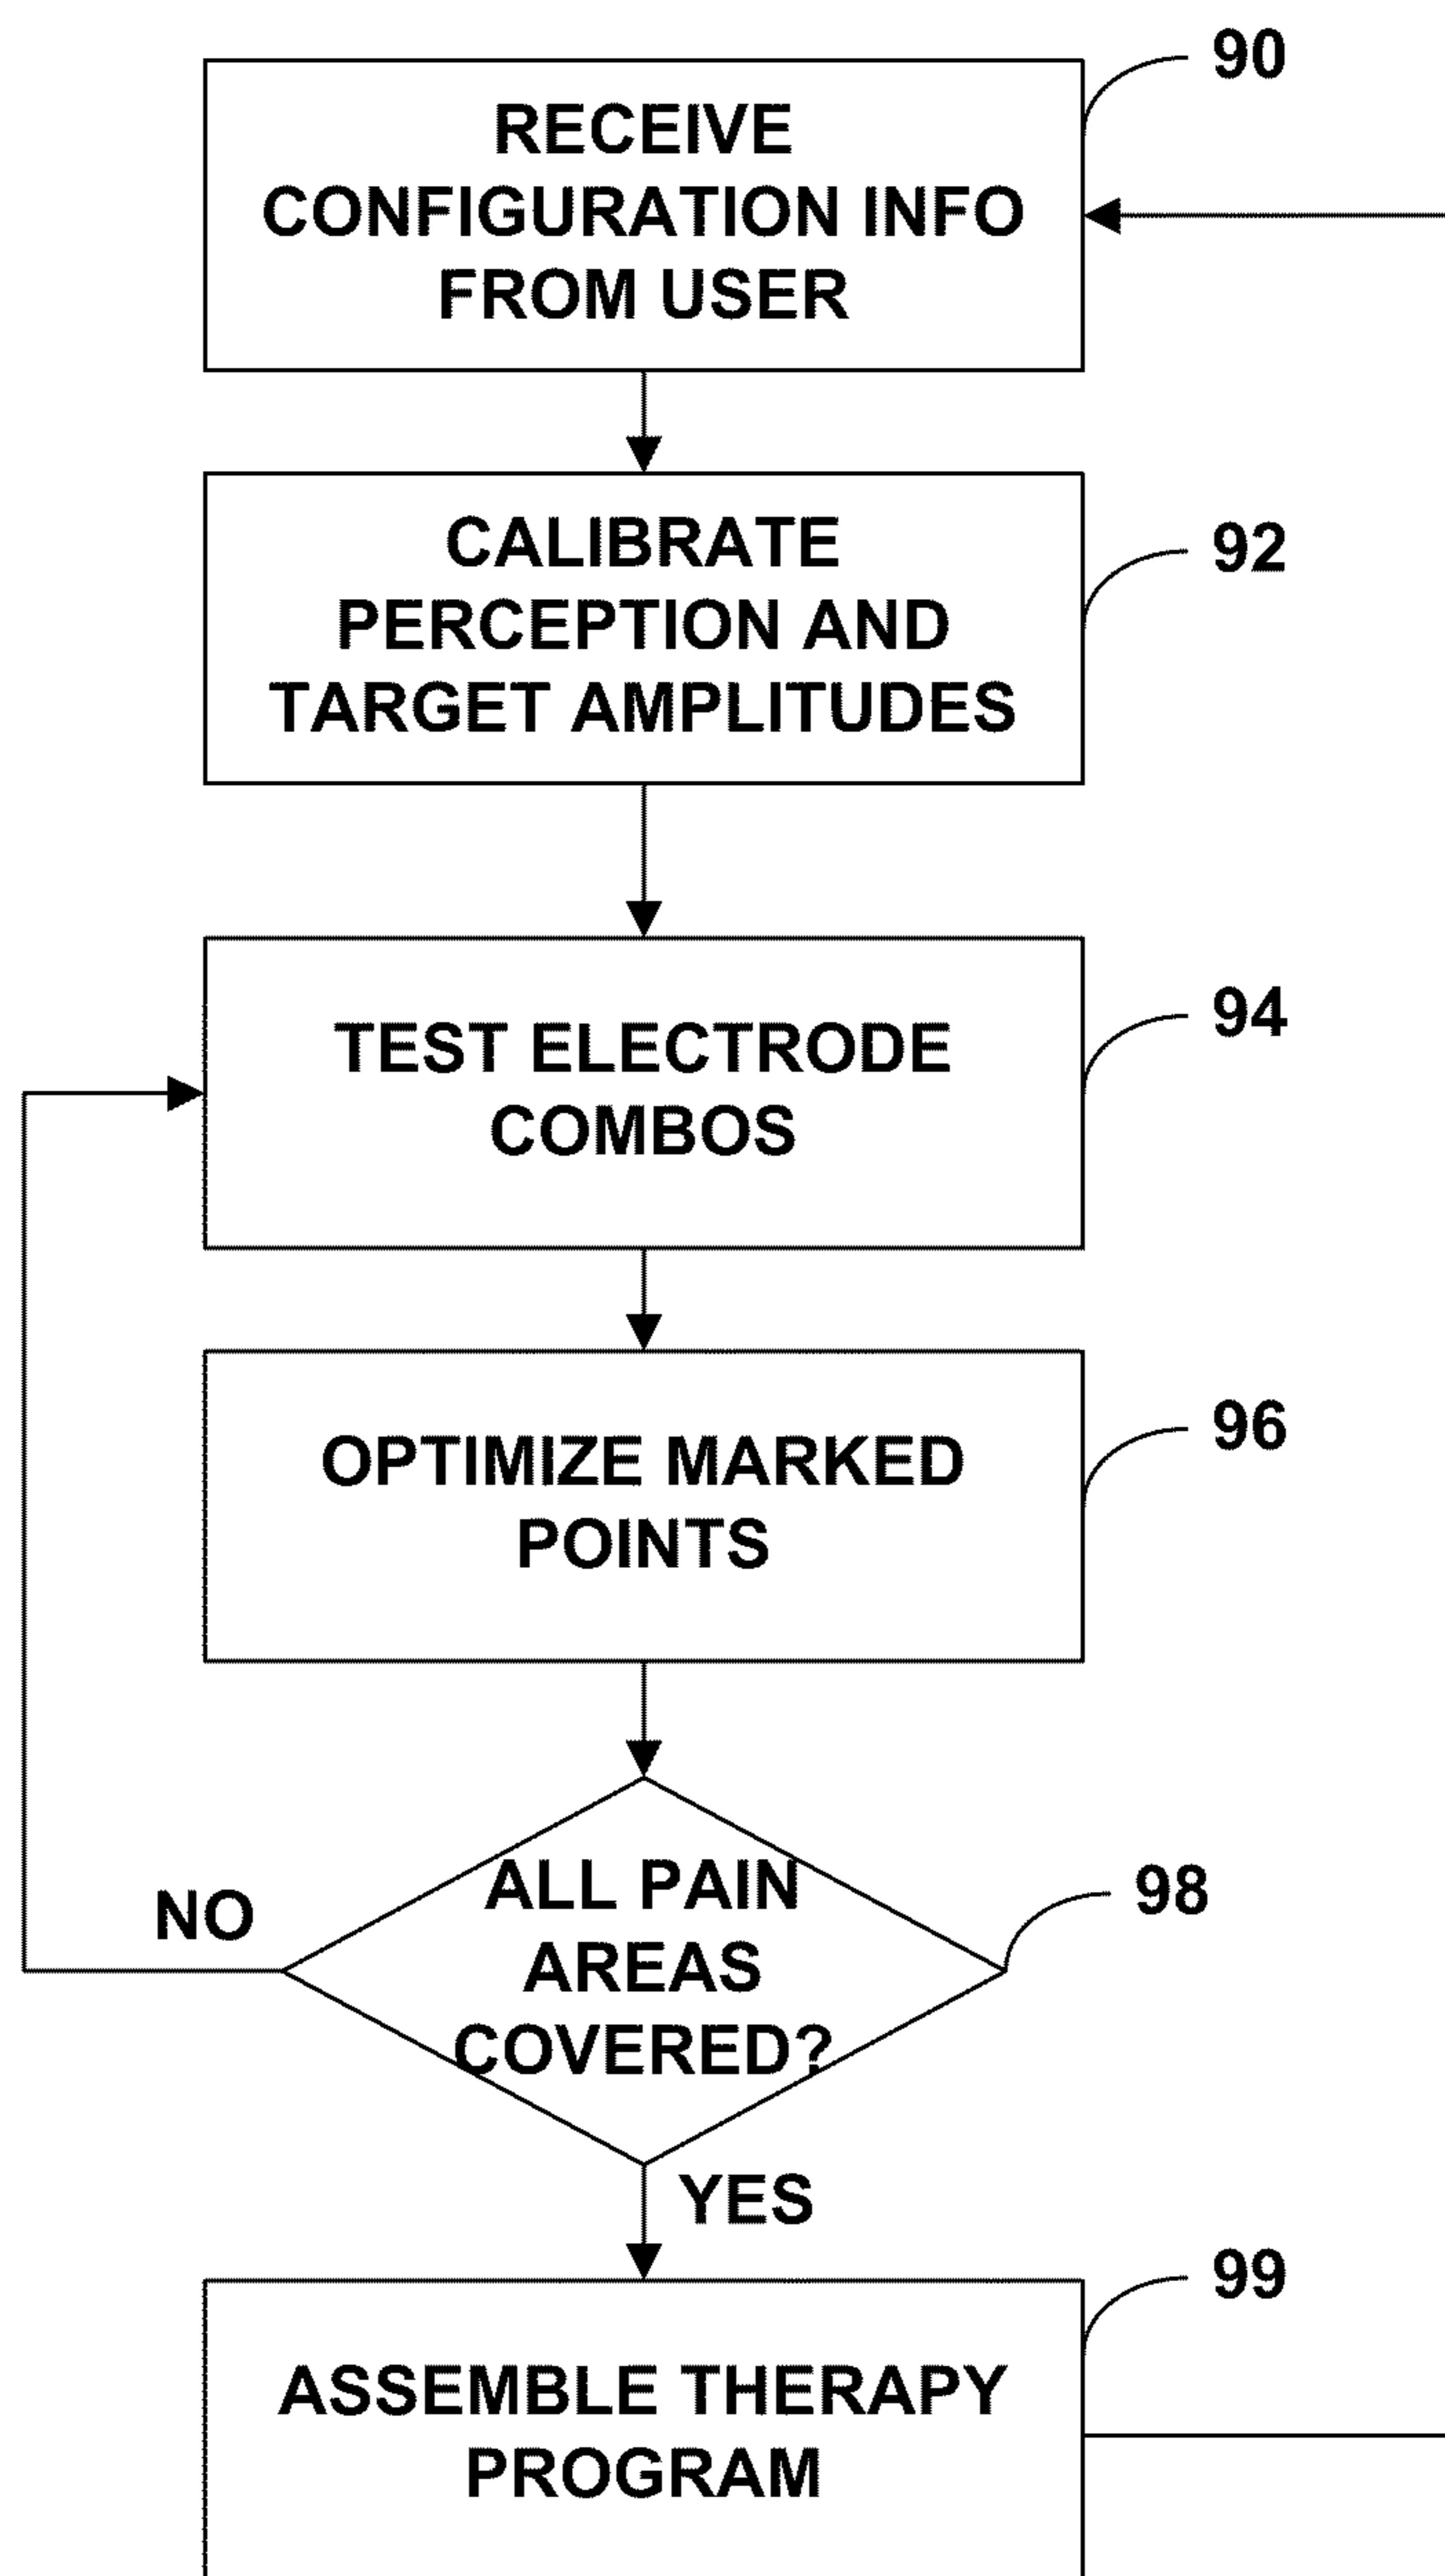 90
RECEIVE
CONFIGURATION INFO
FROM USER
92
CALIBRATE
PERCEPTION AND
TARGET AMPLITUDES
94
TEST ELECTRODE
COMBOS
96
OPTIMIZE MARKED
POINTS
98
ALL PAIN
AREAS
COVERED?
NO
YES
99
ASSEMBLE THERAPY
PROGRAM